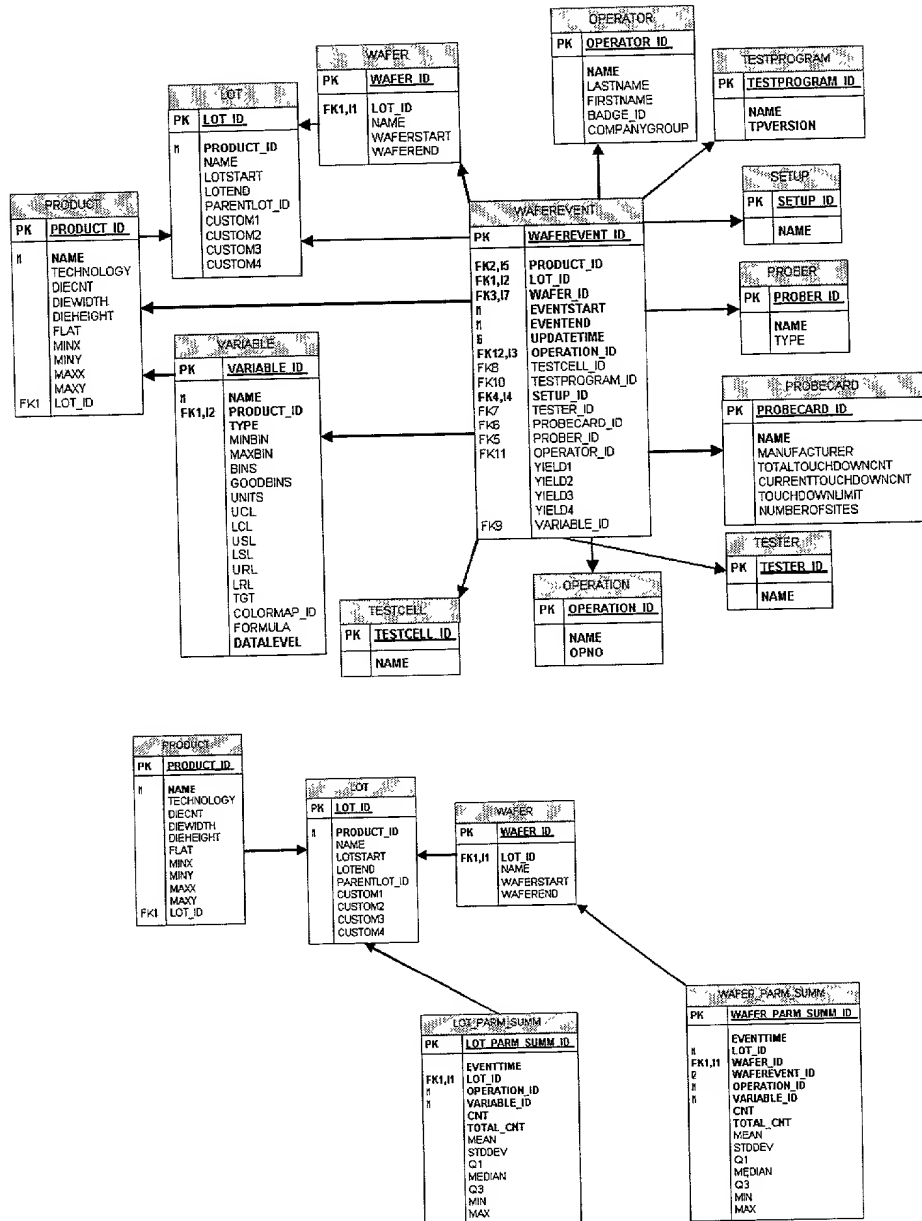 OPERATOR
PK OPERATOR_ID
NAME
LASTNAME
FIRSTNAME
BADGE_ID
COMPANYGROUP
WAFER
PK WAFER_ID
FK1,I1 LOT_ID
NAME
WAFERSTART
WAFEREND
TESTPROGRAM
PK TESTPROGRAM_ID
NAME
TPVERSION
LOT
PK LOT_ID
PRODUCT_ID
NAME
LOTSTART
LOTEND
PARENTLOT_ID
CUSTOM1
CUSTOM2
CUSTOM3
CUSTOM4
SETUP
PK SETUP_ID
NAME
PRODUCT
PK PRODUCT_ID
NAME
TECHNOLOGY
DIECNT
DIEWIDTH
DIEHEIGHT
FLAT
MINX
MINY
MAXX
MAXY
FK1 LOT_ID
WAFEREVENT
PK WAFEREVENT_ID
FK2,I5 PRODUCT_ID
FK1,I2 LOT_ID
FK3,I7 WAFER_ID
EVENTSTART
EVENTEND
UPDATETIME
FK12,I3 OPERATION_ID
FK8 TESTCELL_ID
FK10 TESTPROGRAM_ID
FK4,I4 SETUP_ID
FK7 TESTER_ID
FK6 PROBECARD_ID
FK5 PROBER_ID
FK11 OPERATOR_ID
YIELD1
YIELD2
YIELD3
YIELD4
FK9 VARIABLE_ID
PROBER
PK PROBER_ID
NAME
TYPE
VARIABLE
PK VARIABLE_ID
NAME
FK1,I2 PRODUCT_ID
TYPE
MINBIN
MAXBIN
BINS
GOODBINS
UNITS
UCL
LCL
USL
LSL
URL
LRL
TGT
COLORMAP_ID
FORMULA
DATALEVEL
PROBECARD
PK PROBECARD_ID
NAME
MANUFACTURER
TOTALTOUCHDOWNCNT
CURRENTTOUCHDOWNCNT
TOUCHDOWNLIMIT
NUMBEROFSITES
TESTER
PK TESTER_ID
NAME
OPERATION
PK OPERATION_ID
NAME
OPNO
TESTCELL
PK TESTCELL_ID
NAME
PRODUCT
PK PRODUCT_ID
NAME
TECHNOLOGY
DIECNT
DIEWIDTH
DIEHEIGHT
FLAT
MINX
MINY
MAXX
MAXY
FK1 LOT_ID
LOT
PK LOT_ID
PRODUCT_ID
NAME
LOTSTART
LOTEND
PARENTLOT_ID
CUSTOM1
CUSTOM2
CUSTOM3
CUSTOM4
WAFER
PK WAFER_ID
FK1,I1 LOT_ID
NAME
WAFERSTART
WAFEREND
LOT_PARM_SUMM
PK LOT_PARM_SUMM_ID
EVENTTIME
FK1,I1 LOT_ID
OPERATION_ID
VARIABLE_ID
CNT
TOTAL_CNT
MEAN
STDDEV
Q1
MEDIAN
Q3
MIN
MAX
WAFER_PARM_SUMM
PK WAFER_PARM_SUMM_ID
EVENTTIME
LOT_ID
FK1,I1 WAFER_ID
WAFEREVENT_ID
OPERATION_ID
VARIABLE_ID
CNT
TOTAL_CNT
MEAN
STDDEV
Q1
MEDIAN
Q3
MIN
MAX